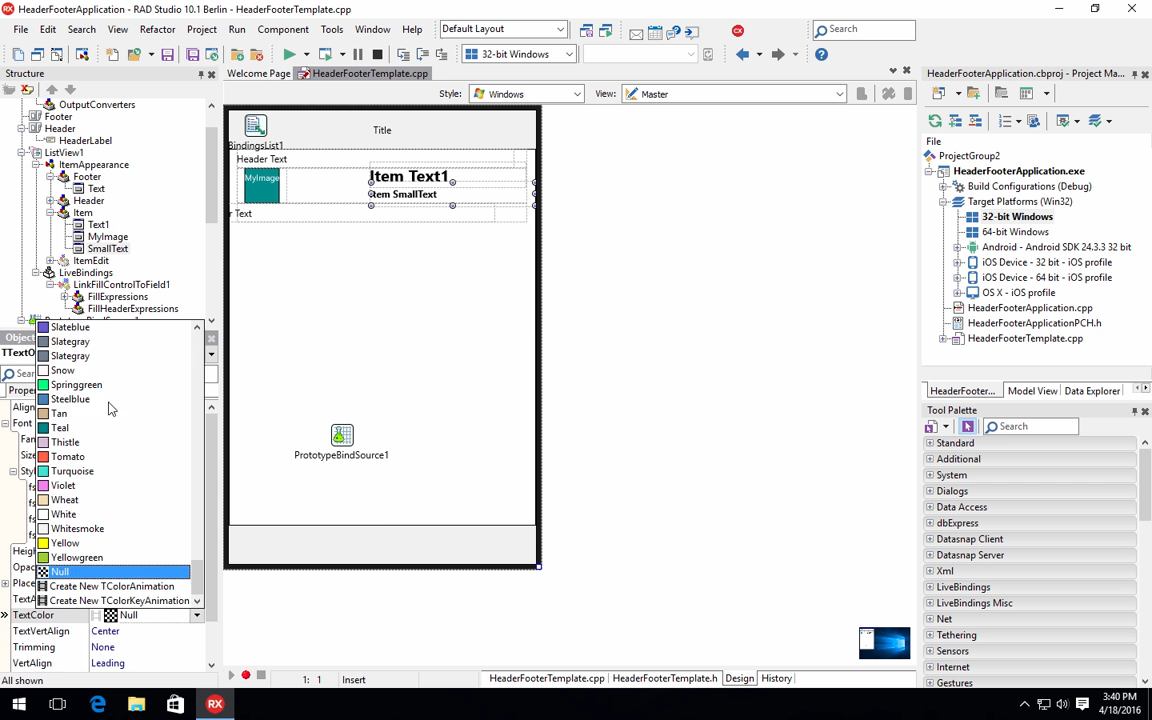 HeaderFooterApplication - RAD Studio 10.1 Berlin - HeaderFooterTemplate.cpp
File Edit Search View Refactor Project Run Component Tools Window Help
Default Layout
Search
32-bit Windows
Structure
OutputConverters
Footer
Header
HeaderLabel
ListView1
ItemAppearance
Footer
Text
Header
Item
Text1
MyImage
SmallText
ItemEdit
LiveBindings
LinkFillControlToField1
FillExpressions
FillHeaderExpressions
Slateblue
Slategray
Slategray
Snow
Springgreen
Steelblue
Tan
Teal
Thistle
Tomato
Turquoise
Violet
Wheat
White
Whitesmoke
Yellow
Yellowgreen
Null
Create New TColorAnimation
Create New TColorKeyAnimation
TextColor Null
TextVertAlign Center
Trimming None
VertAlign Leading
All shown
Welcome Page HeaderFooterTemplate.cpp
Style: Windows View: Master
Title
BindingsList1
Header Text
MyImage
Item Text1
Item SmallText
r Text
PrototypeBindSource1
1: 1 Insert
HeaderFooterTemplate.cpp HeaderFooterTemplate.h Design History
HeaderFooterApplication.cbproj - Project Ma...
File
ProjectGroup2
HeaderFooterApplication.exe
Build Configurations (Debug)
Target Platforms (Win32)
32-bit Windows
64-bit Windows
Android - Android SDK 24.3.3 32 bit
iOS Device - 32 bit - iOS profile
iOS Device - 64 bit - iOS profile
OS X - iOS profile
HeaderFooterApplication.cpp
HeaderFooterApplicationPCH.h
HeaderFooterTemplate.cpp
HeaderFooter... Model View Data Explorer
Tool Palette
Search
Standard
Additional
System
Dialogs
Data Access
dbExpress
Datasnap Client
Datasnap Server
Xml
LiveBindings
LiveBindings Misc
Net
Tethering
Sensors
Internet
Gestures
3:40 PM
4/18/2016